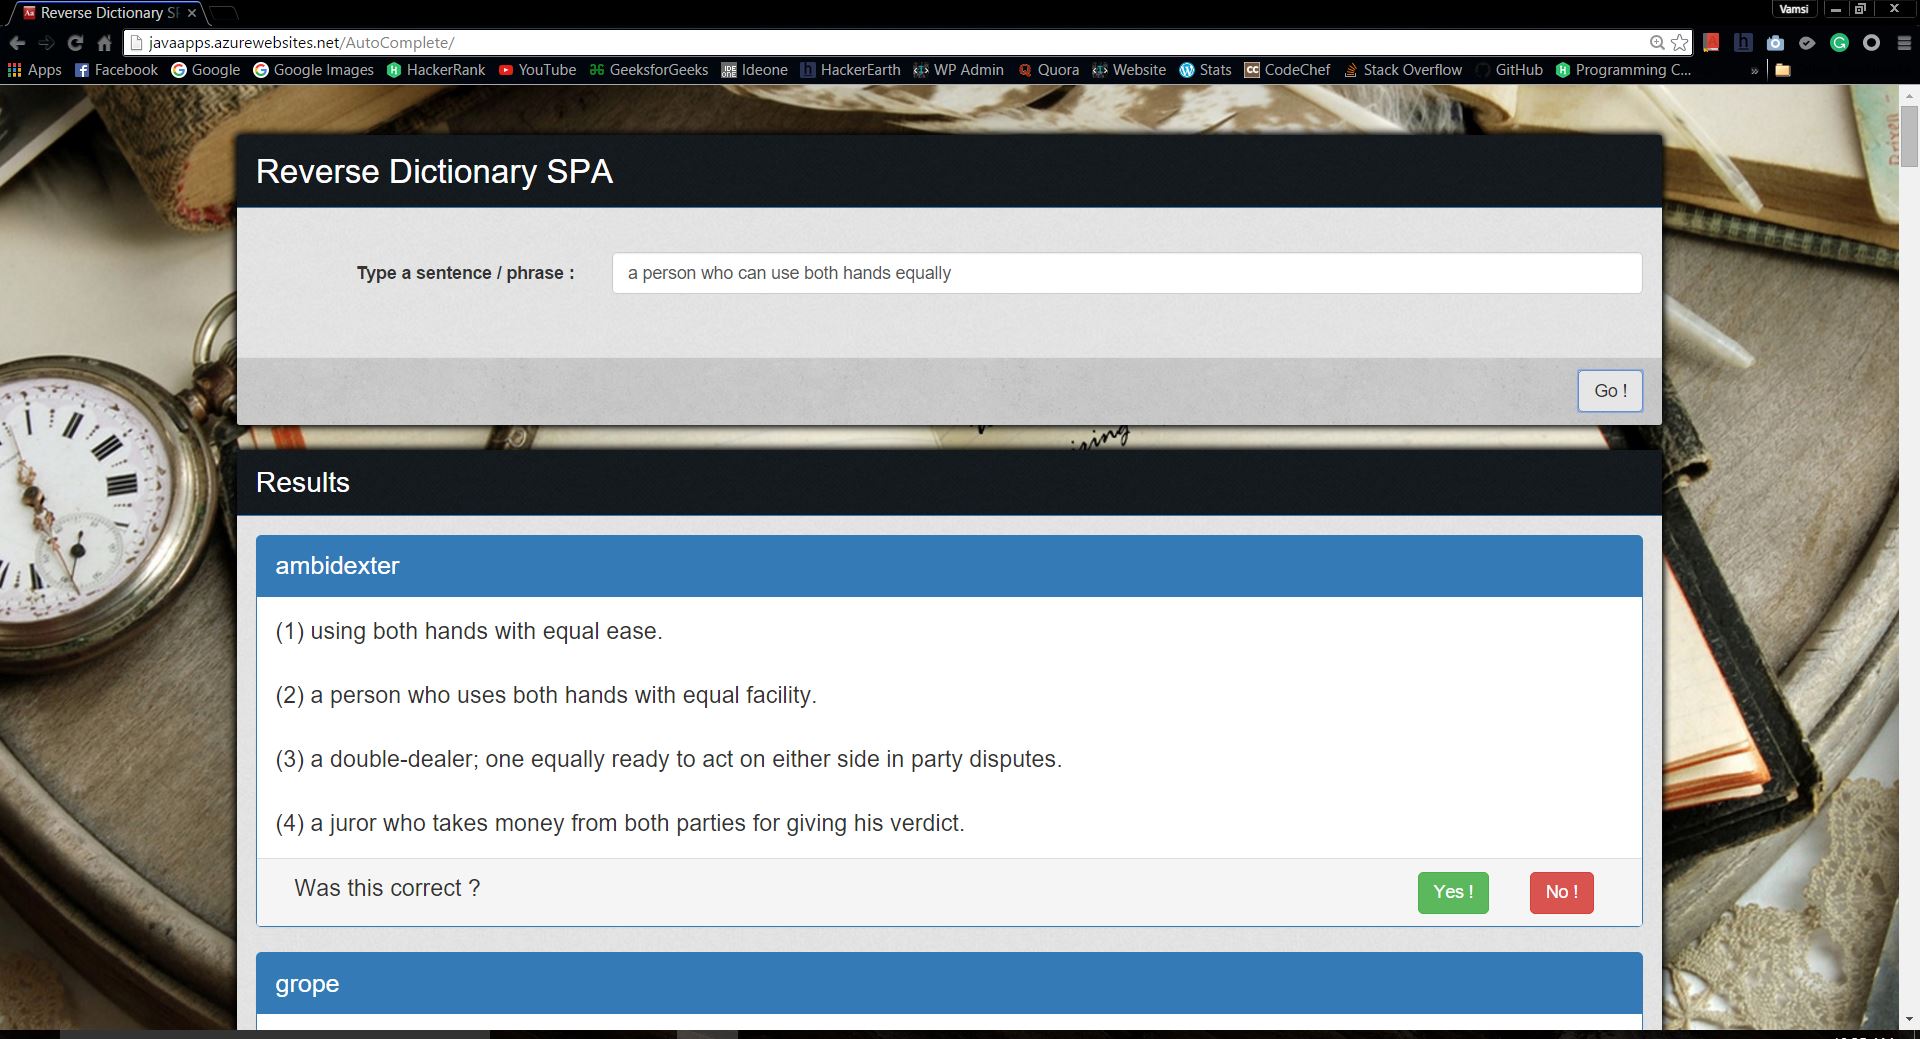 Reverse Dictionary SP
Vamsi
javaapps.azurewebsites.net/AutoComplete/
Apps Facebook Google Google Images HackerRank YouTube GeeksforGeeks Ideone HackerEarth WP Admin Quora Website Stats CodeChef Stack Overflow GitHub Programming C... »
Reverse Dictionary SPA
Type a sentence / phrase : a person who can use both hands equally
Go !
Results
ambidexter
(1) using both hands with equal ease.
(2) a person who uses both hands with equal facility.
(3) a double-dealer; one equally ready to act on either side in party disputes.
(4) a juror who takes money from both parties for giving his verdict.
Was this correct ? Yes ! No !
grope